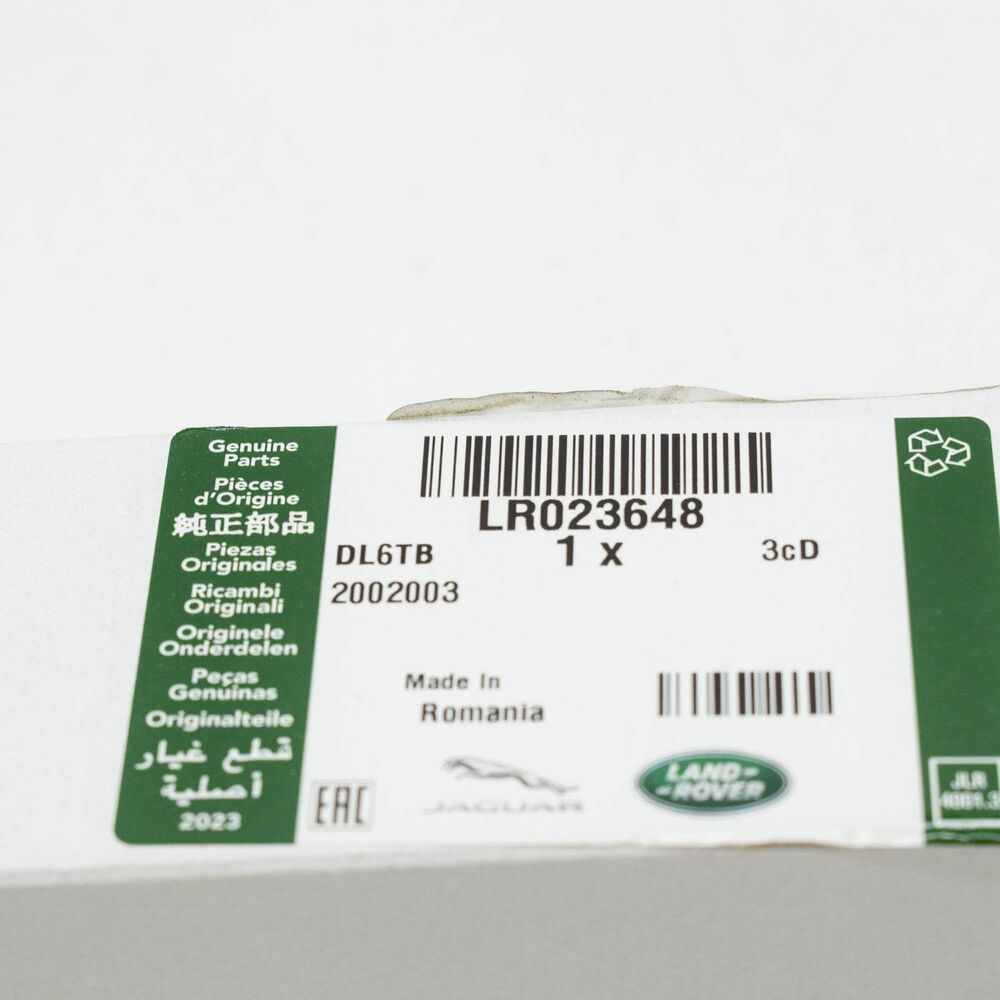 Genuine
Parts
Pièces
d'Origine
純正部品
Piezas
Originales
Ricambi
Originali
Originele
Onderdelen
Peças
Genuinas
Originalteile
قطع غيار
أصلية
2023
LR023648
DL6TB
1 x
3cD
2002003
Made In
Romania
EAC
JAGUAR
LAND-
-ROVER
JLR